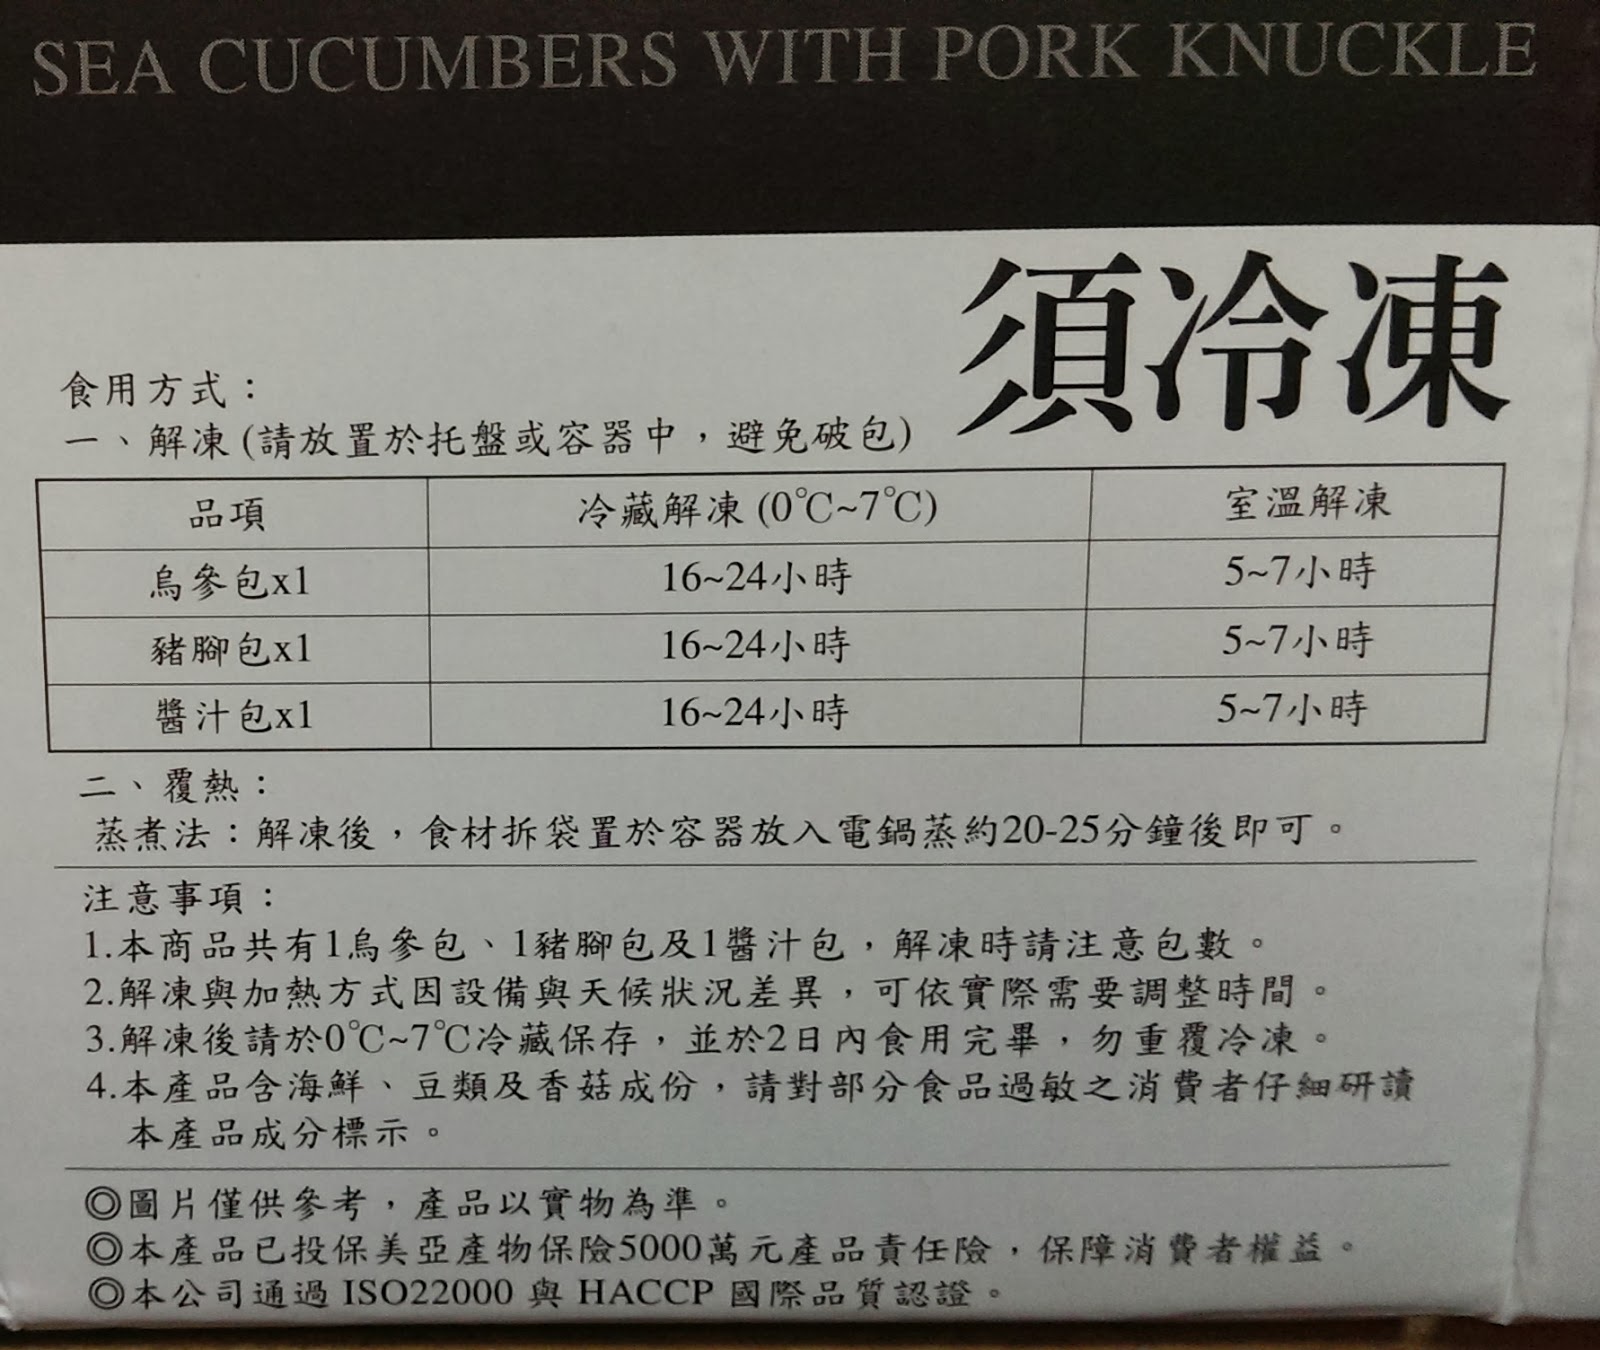 SEA CUCUMBERS WITH PORK KNUCKLE
須冷凍
食用方式：
一、解凍(請放置於托盤或容器中，避免破包)
品項 冷藏解凍(0℃~7℃) 室溫解凍
烏參包x1 16~24小時 5~7小時
豬腳包x1 16~24小時 5~7小時
醬汁包x1 16~24小時 5~7小時
二、覆熱：
蒸煮法：解凍後，食材拆袋置於容器放入電鍋蒸約20-25分鐘後即可。
注意事項：
1.本商品共有1烏參包、1豬腳包及1醬汁包，解凍時請注意包數。
2.解凍與加熱方式因設備與天候狀況差異，可依實際需要調整時間。
3.解凍後請於0℃~7℃冷藏保存，並於2日內食用完畢，勿重覆冷凍。
4.本產品含海鮮、豆類及香菇成份，請對部分食品過敏之消費者仔細研讀
本產品成分標示。
◎圖片僅供參考，產品以實物為準。
◎本產品已投保美亞產物保險5000萬元產品責任險，保障消費者權益。
◎本公司通過 ISO22000 與 HACCP 國際品質認證。